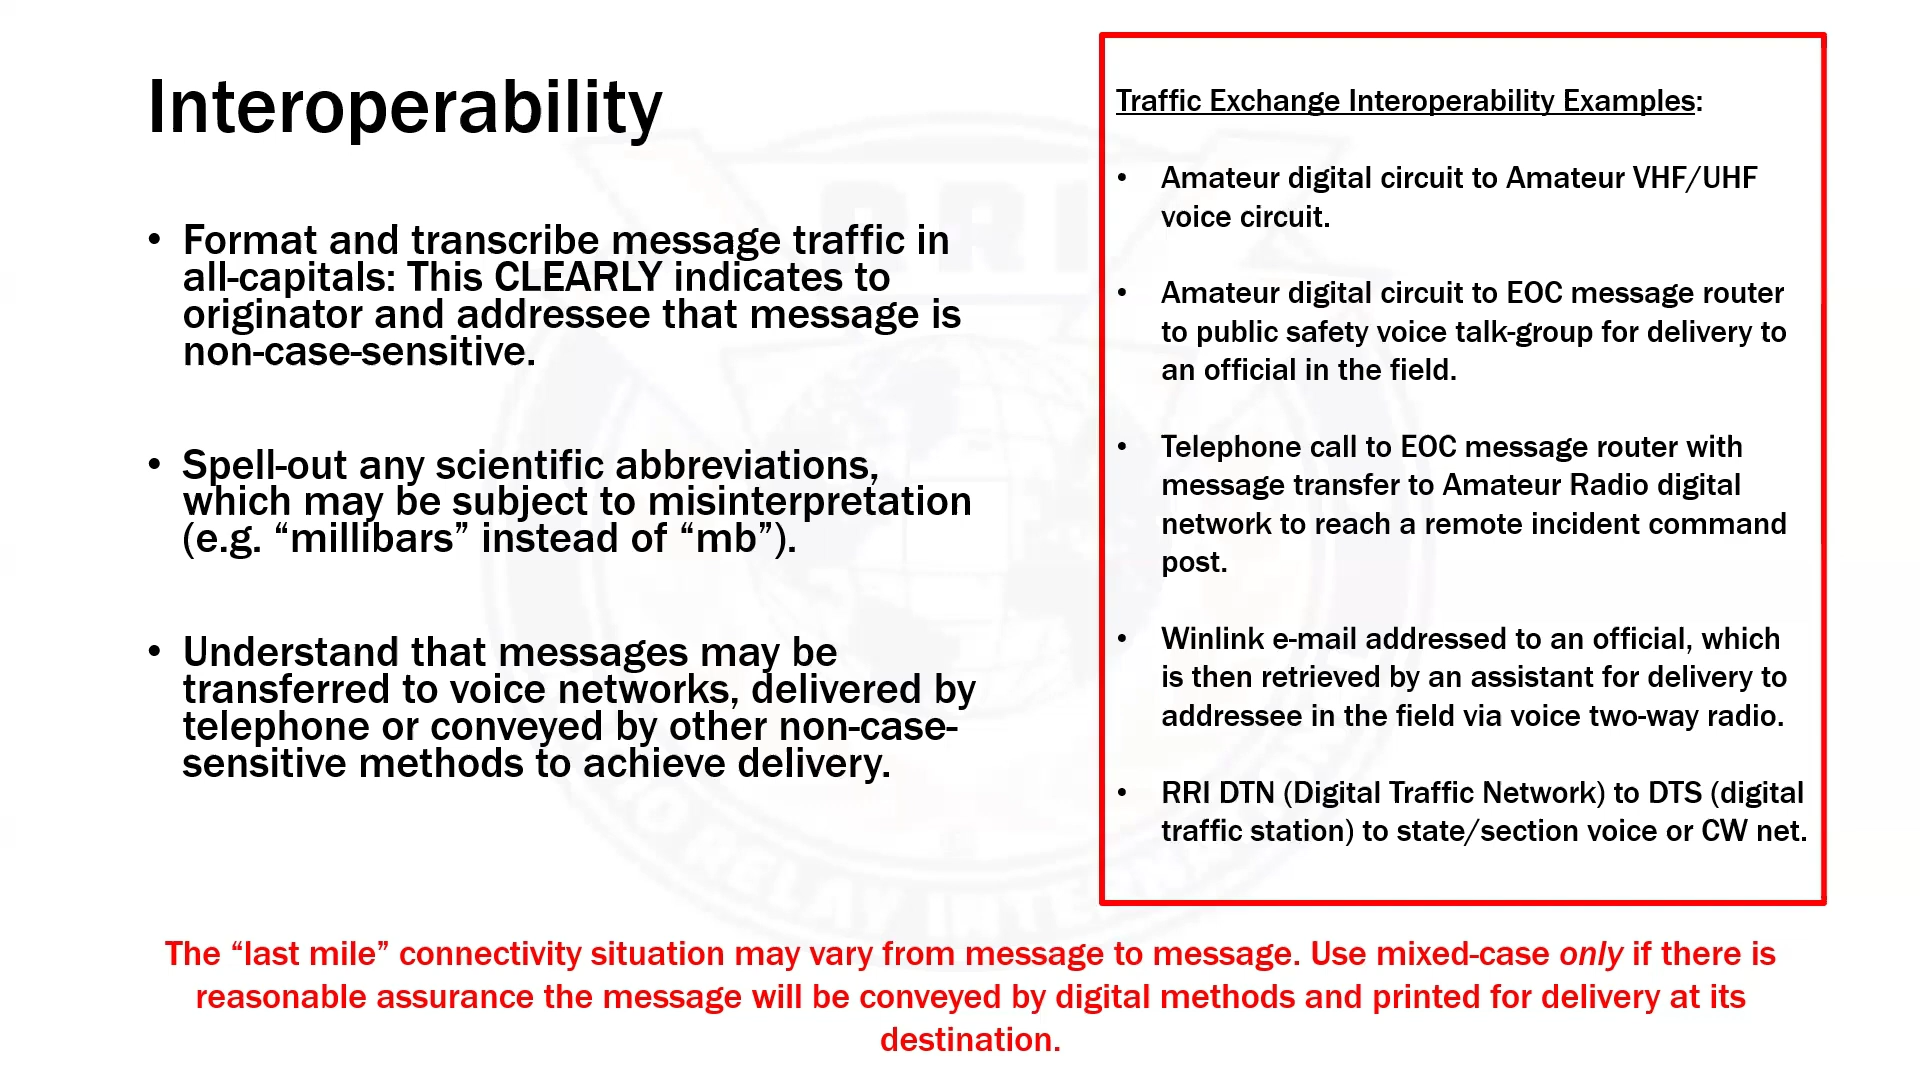 Interoperability
• Format and transcribe message traffic in
all-capitals: This CLEARLY indicates to
originator and addressee that message is
non-case-sensitive.
• Spell-out any scientific abbreviations,
which may be subject to misinterpretation
(e.g. “millibars” instead of “mb”).
• Understand that messages may be
transferred to voice networks, delivered by
telephone or conveyed by other non-case-
sensitive methods to achieve delivery.
Traffic Exchange Interoperability Examples:
• Amateur digital circuit to Amateur VHF/UHF
voice circuit.
• Amateur digital circuit to EOC message router
to public safety voice talk-group for delivery to
an official in the field.
• Telephone call to EOC message router with
message transfer to Amateur Radio digital
network to reach a remote incident command
post.
• Winlink e-mail addressed to an official, which
is then retrieved by an assistant for delivery to
addressee in the field via voice two-way radio.
• RRI DTN (Digital Traffic Network) to DTS (digital
traffic station) to state/section voice or CW net.
The “last mile” connectivity situation may vary from message to message. Use mixed-case only if there is
reasonable assurance the message will be conveyed by digital methods and printed for delivery at its
destination.
RRI